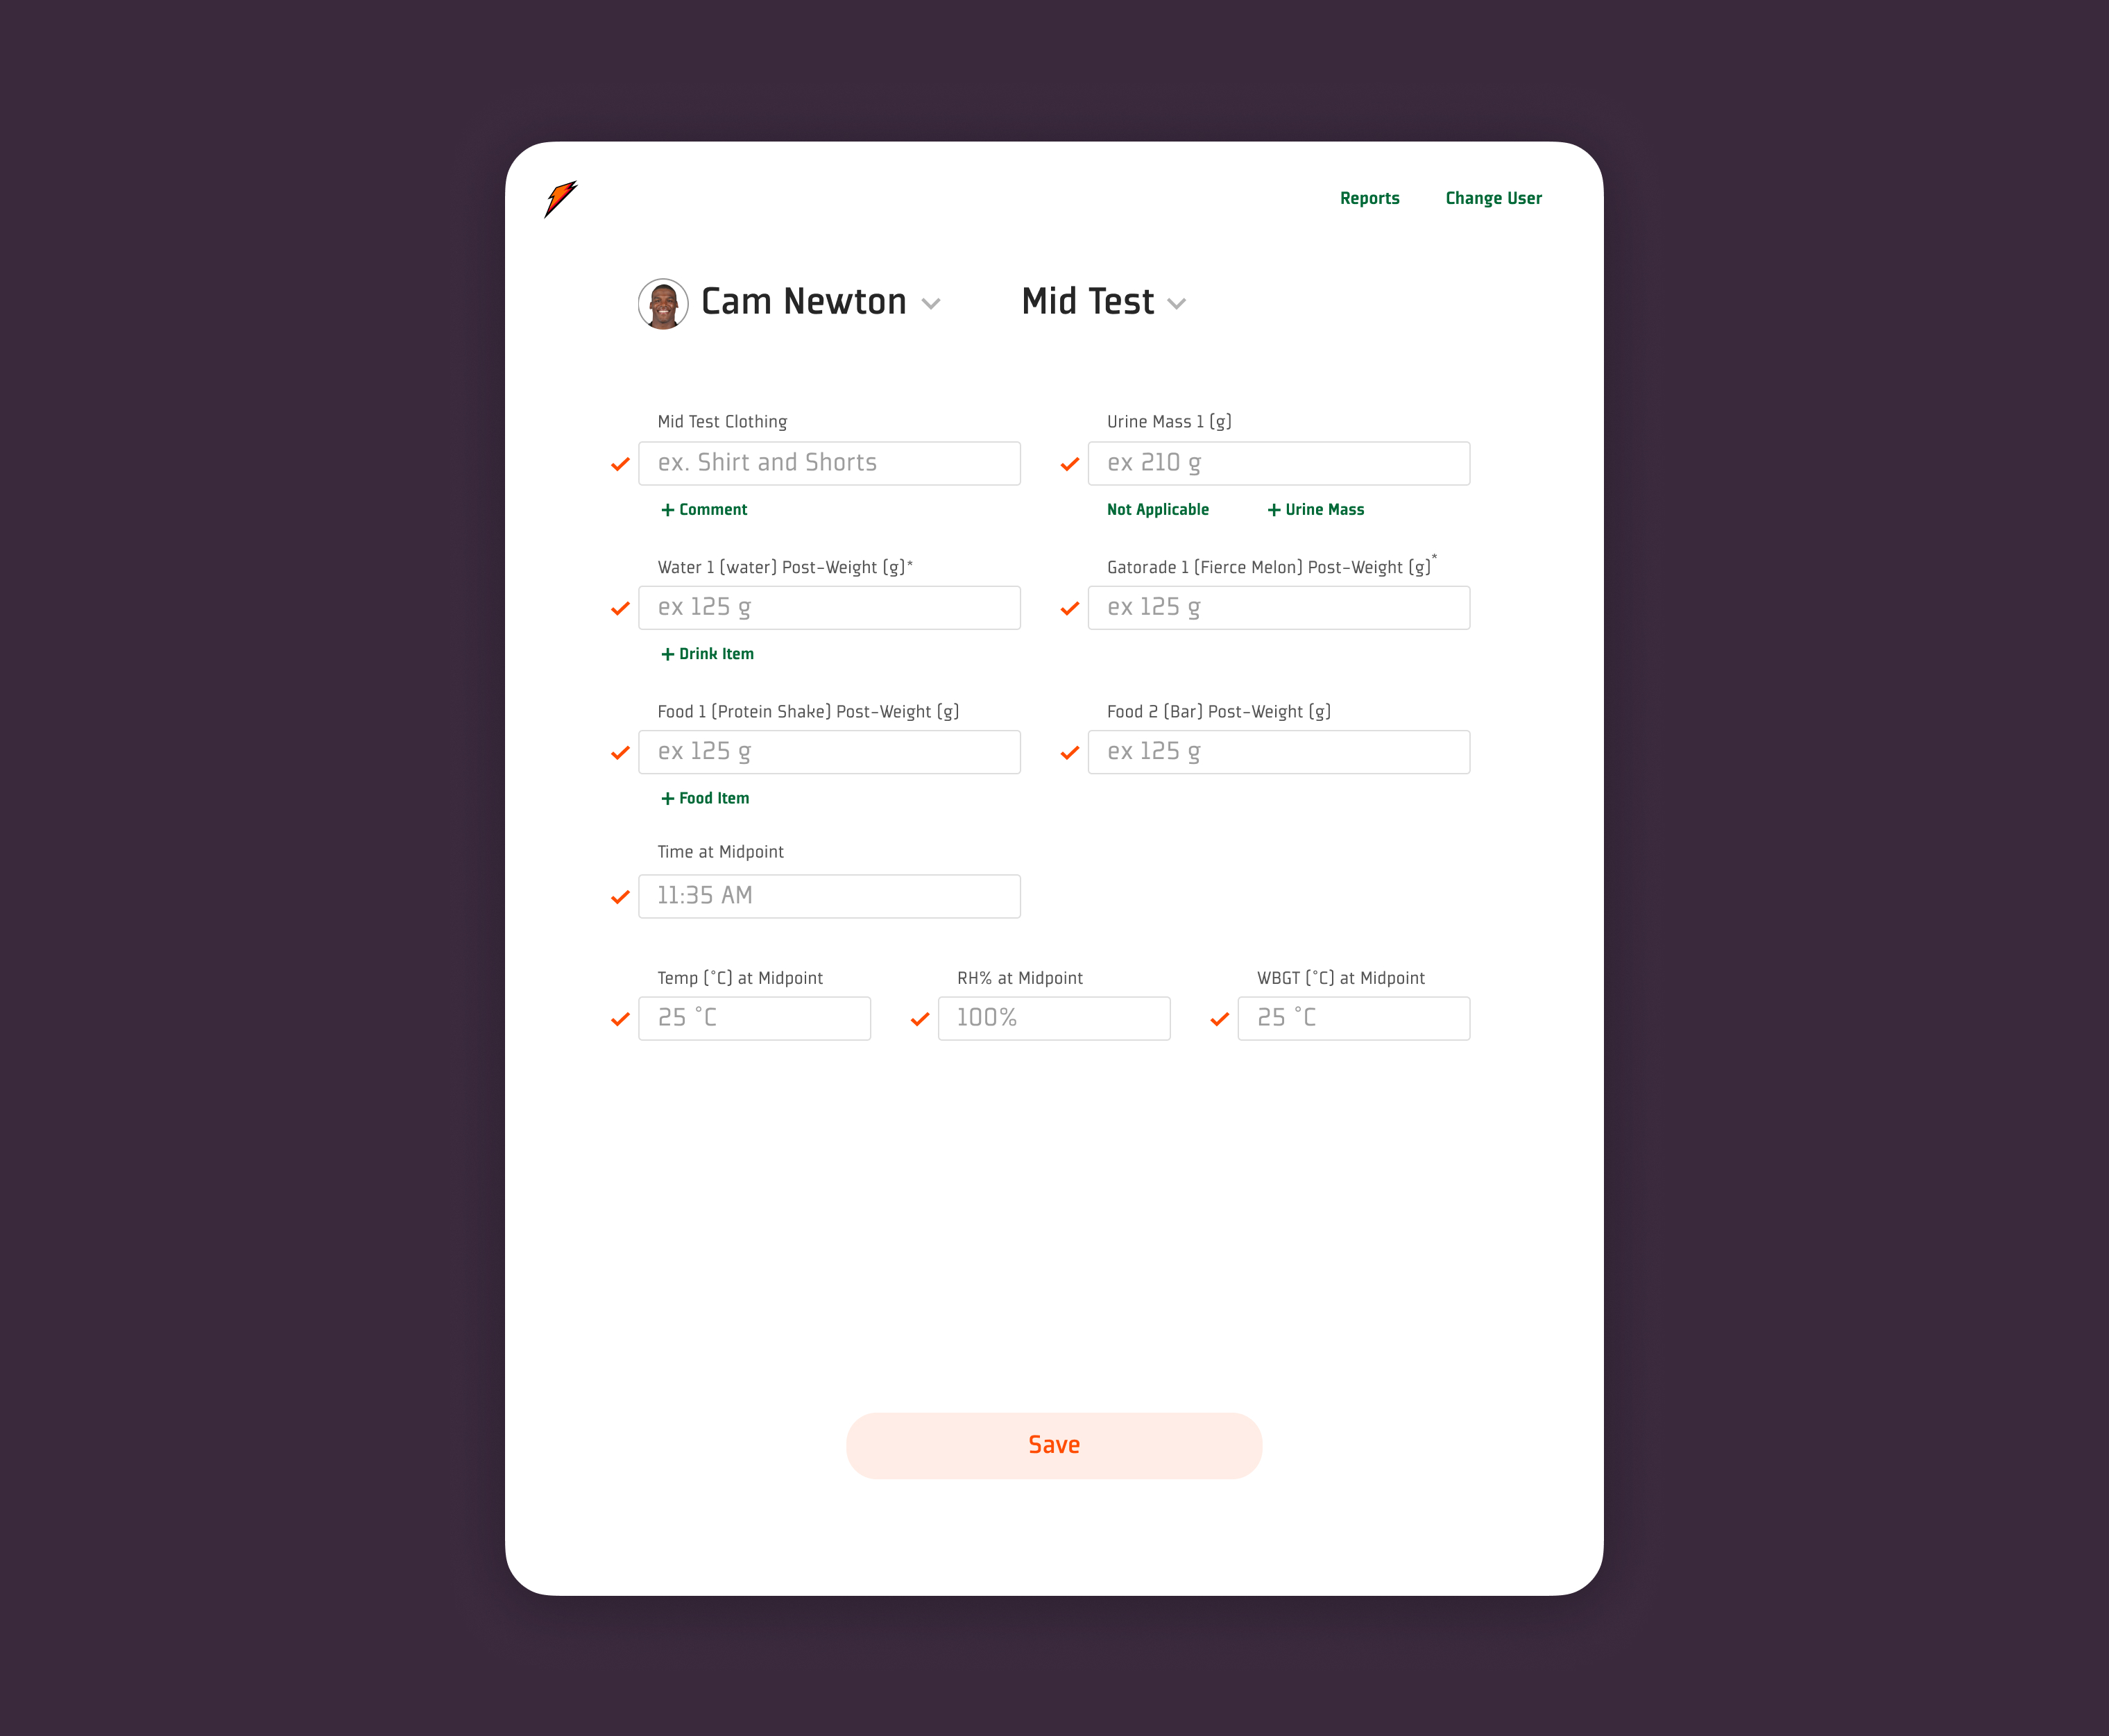 Reports Change User
Cam Newton Mid Test
Mid Test Clothing Urine Mass 1 (g)
ex. Shirt and Shorts ex 210 g
+ Comment Not Applicable + Urine Mass
Water 1 (water) Post-Weight (g)* Gatorade 1 (Fierce Melon) Post-Weight (g)*
ex 125 g ex 125 g
+ Drink Item
Food 1 (Protein Shake) Post-Weight (g) Food 2 (Bar) Post-Weight (g)
ex 125 g ex 125 g
+ Food Item
Time at Midpoint
11:35 AM
Temp (°C) at Midpoint RH% at Midpoint WBGT (°C) at Midpoint
25 °C 100% 25 °C
Save